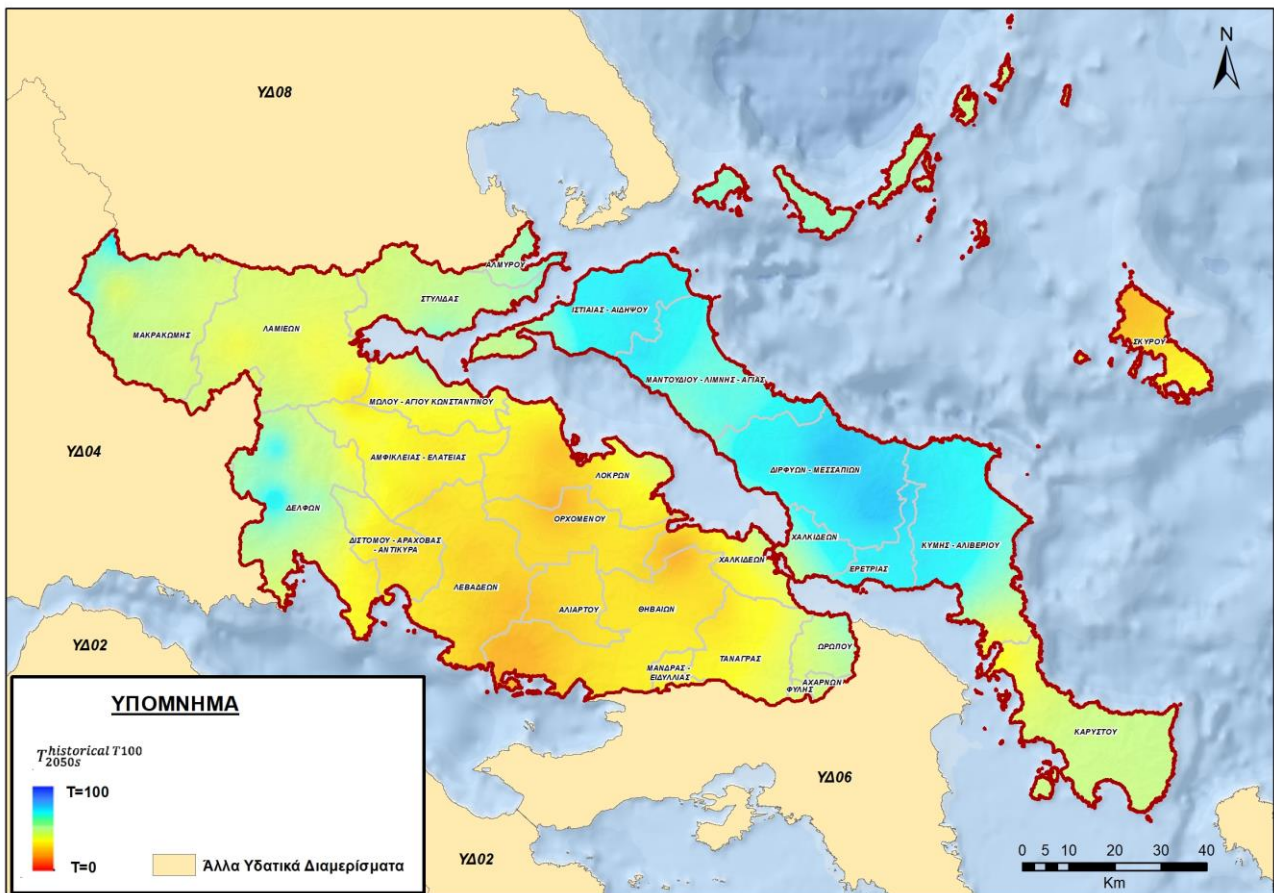 N
ΥΔ08
ΑΛΜΥΡΟΥ
ΣΤΥΛΙΔΑΣ
ΙΣΤΙΑΙΑΣ - ΑΙΔΗΨΟΥ
ΜΑΚΡΑΚΩΜΗΣ
ΛΑΜΙΕΩΝ
ΣΚΥΡΟΥ
ΜΑΝΤΟΥΔΙΟΥ - ΛΙΜΝΗΣ - ΑΓΙΑΣ
ΜΩΛΟΥ - ΑΓΙΟΥ ΚΩΝΣΤΑΝΤΙΝΟΥ
ΥΔ04
ΑΜΦΙΚΛΕΙΑΣ - ΕΛΑΤΕΙΑΣ
ΛΟΚΡΩΝ
ΔΙΡΦΥΩΝ - ΜΕΣΣΑΠΙΩΝ
ΔΕΛΦΩΝ
ΟΡΧΟΜΕΝΟΥ
ΔΙΣΤΟΜΟΥ - ΑΡΑΧΟΒΑΣ
- ΑΝΤΙΚΥΡΑ
ΧΑΛΚΙΔΕΩΝ
ΚΥΜΗΣ - ΑΛΙΒΕΡΙΟΥ
ΧΑΛΚΙΔΕΩΝ
ΕΡΕΤΡΙΑΣ
ΛΕΒΑΔΕΩΝ
ΑΛΙΑΡΤΟΥ
ΘΗΒΑΙΩΝ
ΥΔ02
ΩΡΩΠΟΥ
ΤΑΝΑΓΡΑΣ
ΜΑΝΔΡΑΣ -
ΕΙΔΥΛΛΙΑΣ
ΑΧΑΡΝΩΝ
ΦΥΛΗΣ
ΚΑΡΥΣΤΟΥ
ΥΔ06
ΥΔ02
ΥΠΟΜΝΗΜΑ
T historical T100 2050s
T=100
T=0
Άλλα Υδατικά Διαμερίσματα
0 5 10 20 30 40
Km